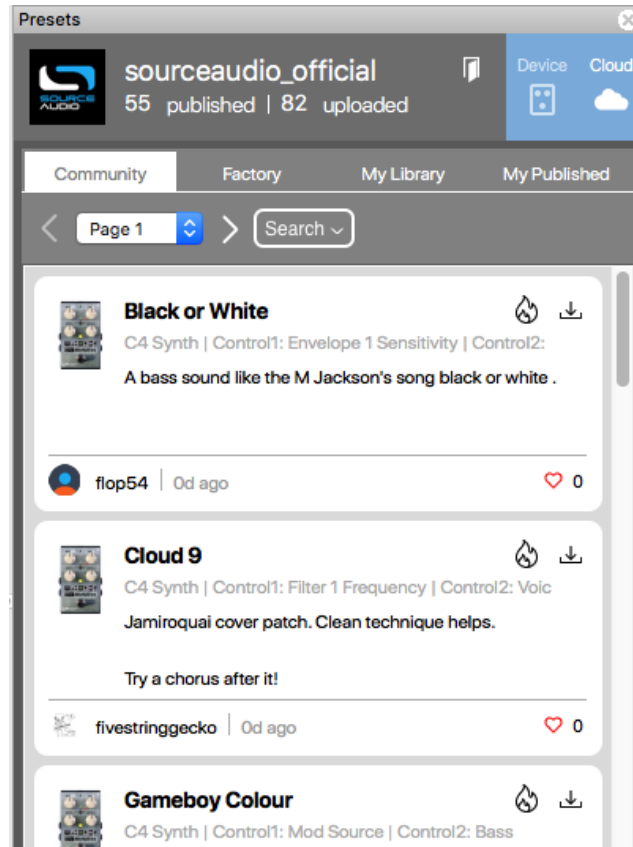 Presets
SOURCE
AUDIO
sourceaudio_official
55 published | 82 uploaded
Device
Cloud
Community
Factory
My Library
My Published
Page 1
Search
Black or White
C4 Synth | Control1: Envelope 1 Sensitivity | Control2:
A bass sound like the M Jackson's song black or white .
flop54
0d ago
0
Cloud 9
C4 Synth | Control1: Filter 1 Frequency | Control2: Voic
Jamiroquai cover patch. Clean technique helps.
Try a chorus after it!
fivestringgecko
0d ago
0
Gameboy Colour
C4 Synth | Control1: Mod Source | Control2: Bass